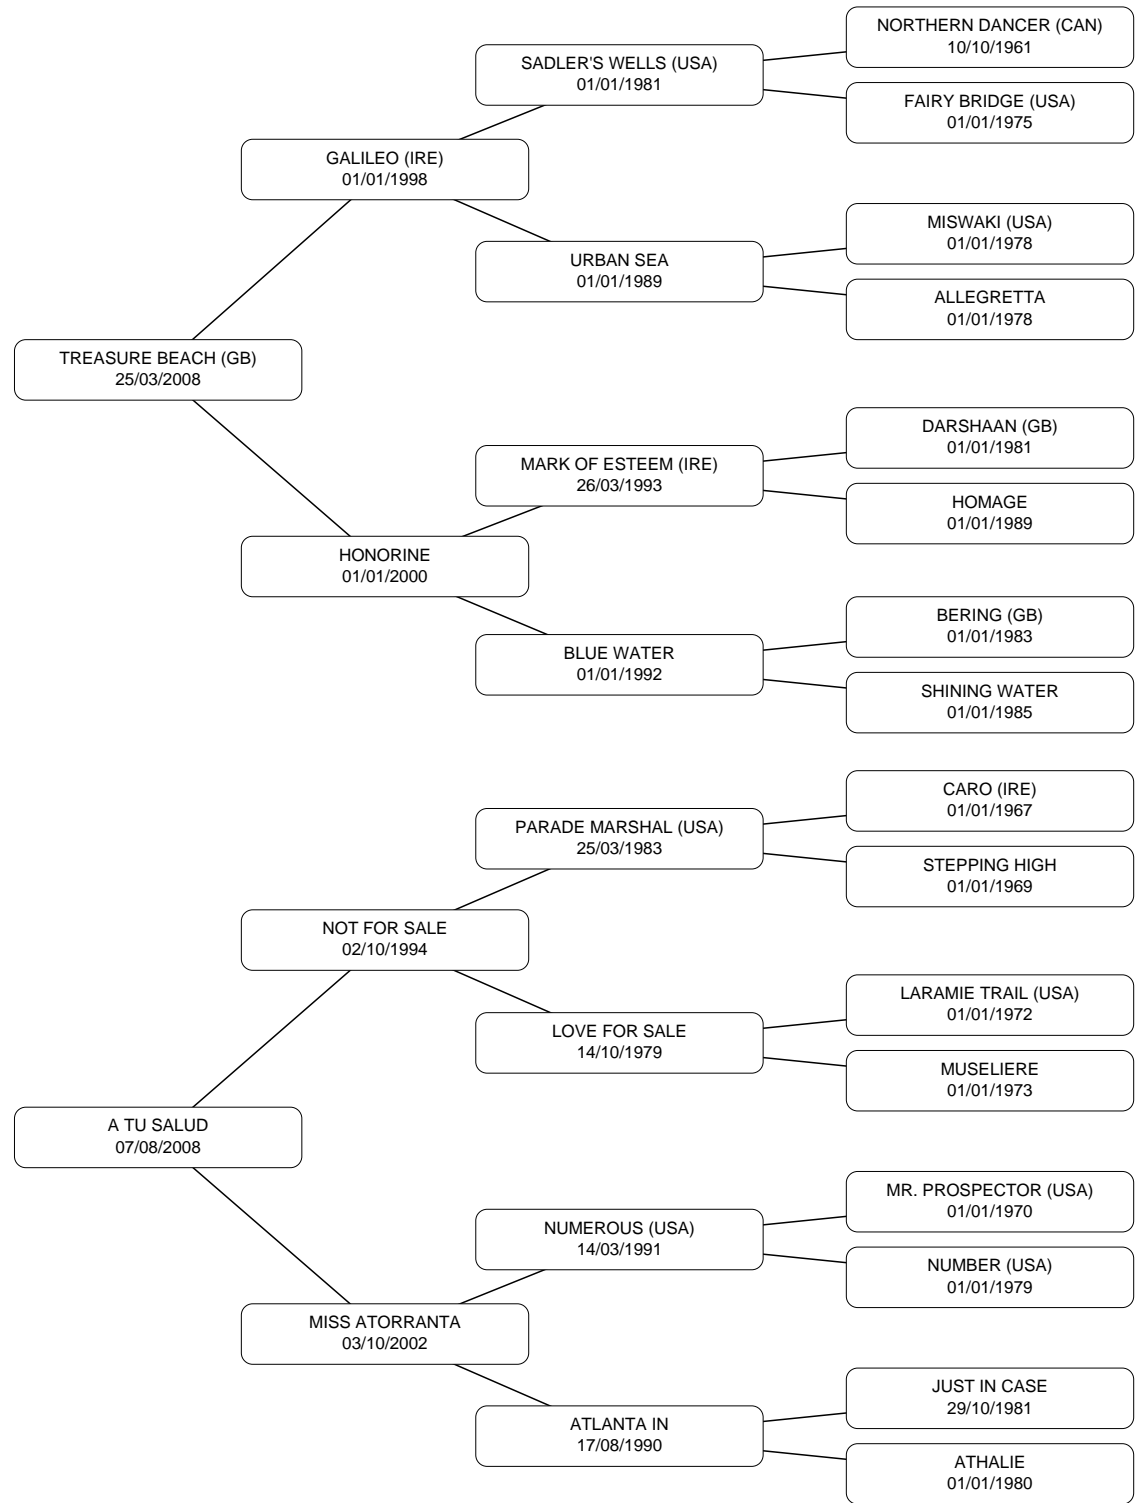 NORTHERN DANCER (CAN)
10/10/1961
SADLER'S WELLS (USA)
01/01/1981
FAIRY BRIDGE (USA)
01/01/1975
GALILEO (IRE)
01/01/1998
MISWAKI (USA)
01/01/1978
URBAN SEA
01/01/1989
ALLEGRETTA
01/01/1978
TREASURE BEACH (GB)
25/03/2008
DARSHAAN (GB)
01/01/1981
MARK OF ESTEEM (IRE)
26/03/1993
HOMAGE
01/01/1989
HONORINE
01/01/2000
BERING (GB)
01/01/1983
BLUE WATER
01/01/1992
SHINING WATER
01/01/1985
CARO (IRE)
01/01/1967
PARADE MARSHAL (USA)
25/03/1983
STEPPING HIGH
01/01/1969
NOT FOR SALE
02/10/1994
LARAMIE TRAIL (USA)
01/01/1972
LOVE FOR SALE
14/10/1979
MUSELIERE
01/01/1973
A TU SALUD
07/08/2008
MR. PROSPECTOR (USA)
01/01/1970
NUMEROUS (USA)
14/03/1991
NUMBER (USA)
01/01/1979
MISS ATORRANTA
03/10/2002
JUST IN CASE
29/10/1981
ATLANTA IN
17/08/1990
ATHALIE
01/01/1980